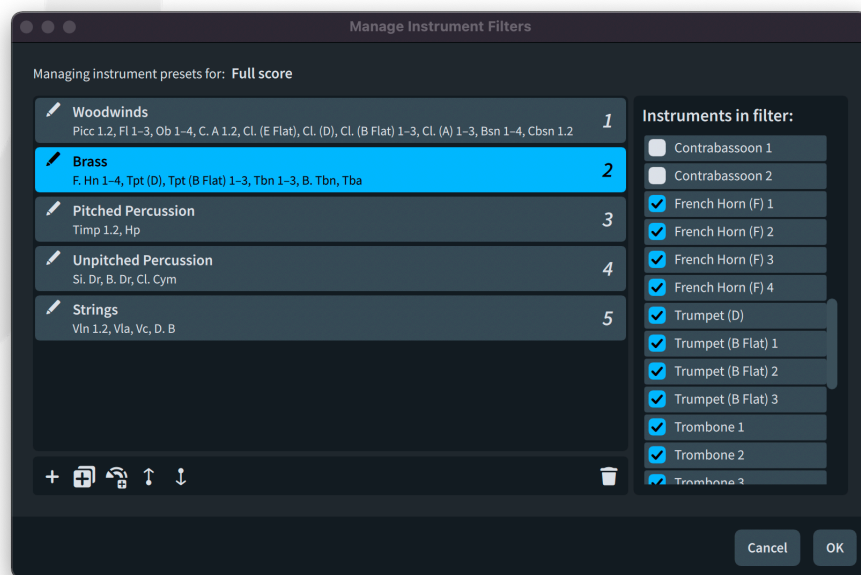 Manage Instrument Filters
Managing instrument presets for: Full score
Woodwinds
Picc 1.2, Fl 1–3, Ob 1–4, C. A 1.2, Cl. (E Flat), Cl. (D), Cl. (B Flat) 1–3, Cl. (A) 1–3, Bsn 1–4, Cbsn 1.2
1
Brass
F. Hn 1–4, Tpt (D), Tpt (B Flat) 1–3, Tbn 1–3, B. Tbn, Tba
2
Pitched Percussion
Timp 1.2, Hp
3
Unpitched Percussion
Si. Dr, B. Dr, Cl. Cym
4
Strings
Vln 1.2, Vla, Vc, D. B
5
Instruments in filter:
Contrabassoon 1
Contrabassoon 2
French Horn (F) 1
French Horn (F) 2
French Horn (F) 3
French Horn (F) 4
Trumpet (D)
Trumpet (B Flat) 1
Trumpet (B Flat) 2
Trumpet (B Flat) 3
Trombone 1
Trombone 2
Trombone 3
Cancel
OK